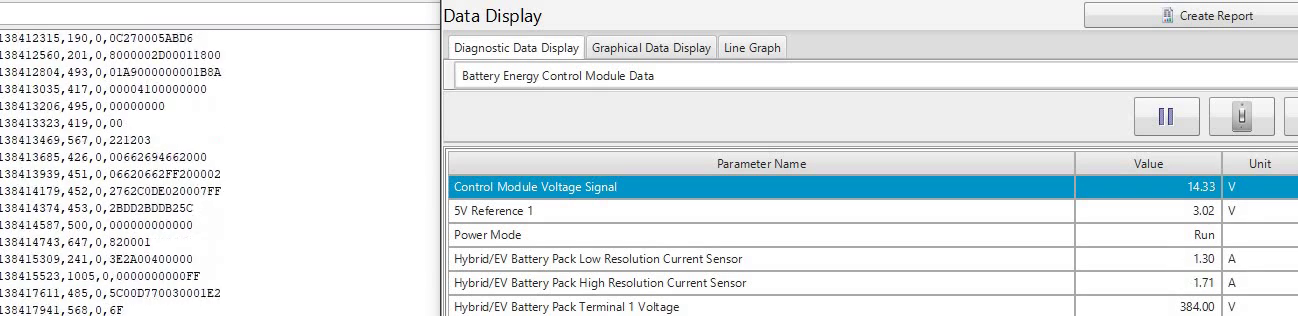 138412315,190,0,0C270005ABD6
138412560,201,0,8000002D00011800
138412804,493,0,01A9000000001B8A
138413035,417,0,00004100000000
138413206,495,0,00000000
138413323,419,0,00
138413469,567,0,221203
138413685,426,0,00662694662000
138413939,451,0,06620662FF200002
138414179,452,0,2762C0DE020007FF
138414374,453,0,2BDD2BDDB25C
138414587,500,0,000000000000
138414743,647,0,820001
138415309,241,0,3E2A00400000
138415523,1005,0,0000000000FF
138417611,485,0,5C00D770030001E2
138417941,568,0,6F
Data Display
Create Report
Diagnostic Data Display Graphical Data Display Line Graph
Battery Energy Control Module Data
Parameter Name Value Unit
Control Module Voltage Signal 14.33 V
5V Reference 1 3.02 V
Power Mode Run
Hybrid/EV Battery Pack Low Resolution Current Sensor 1.30 A
Hybrid/EV Battery Pack High Resolution Current Sensor 1.71 A
Hybrid/EV Battery Pack Terminal 1 Voltage 384.00 V